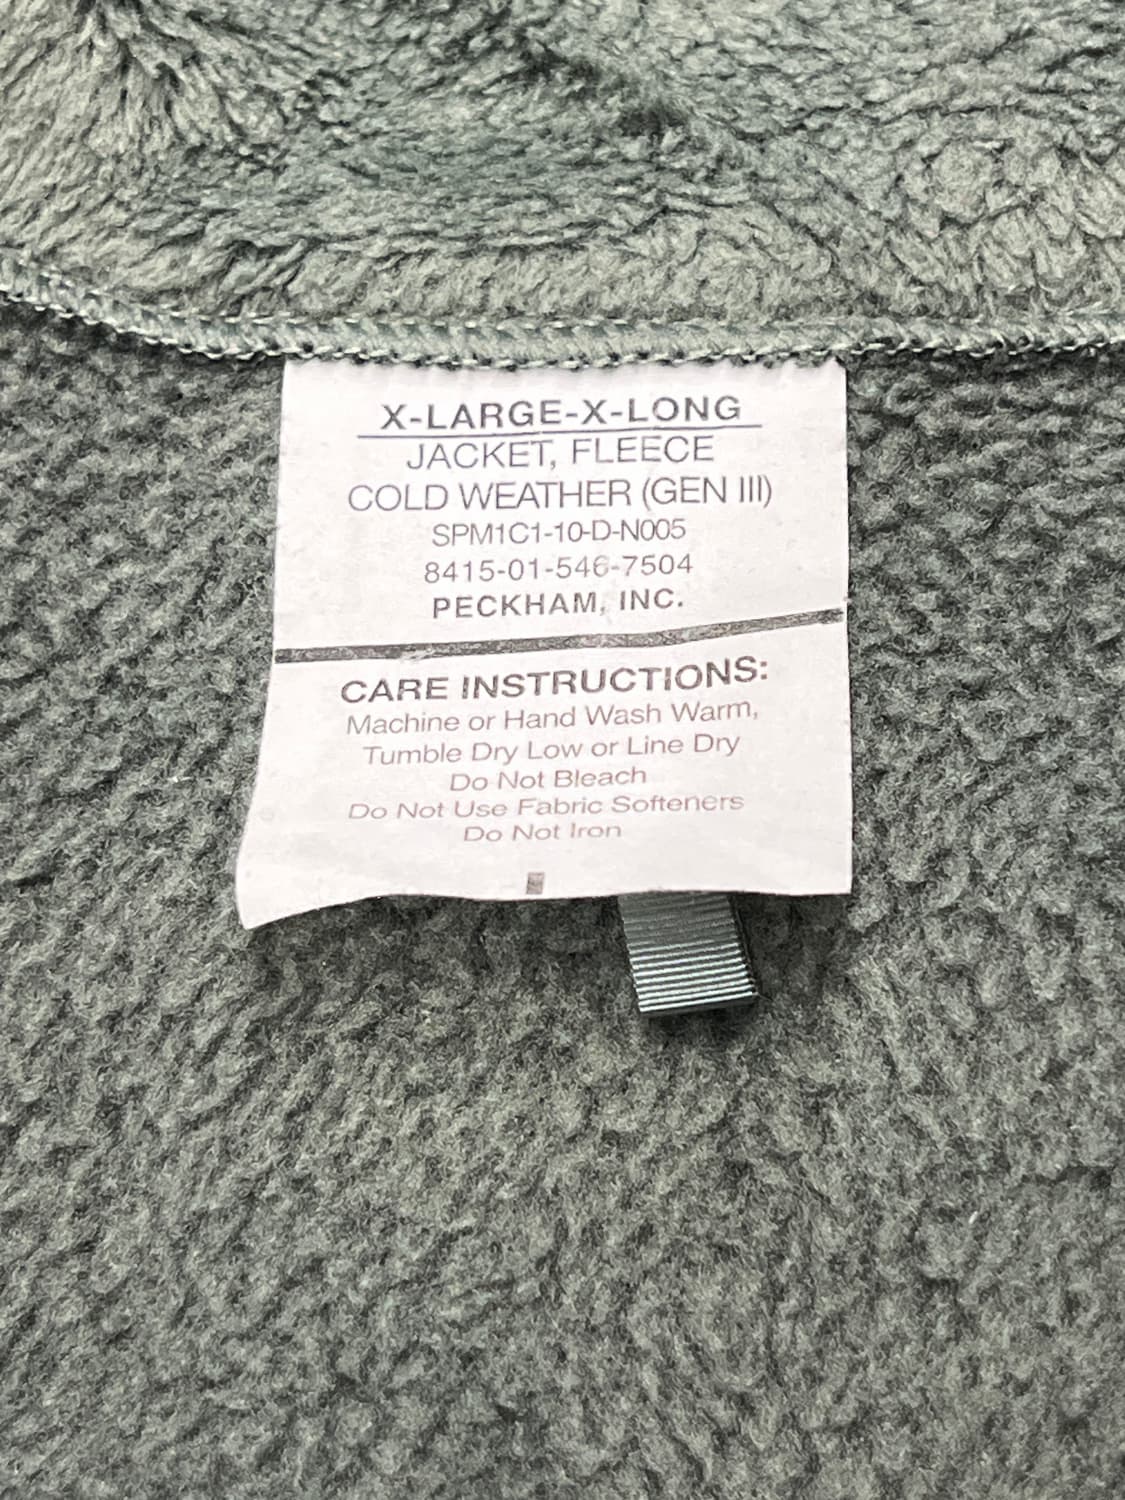 X-LARGE-X-LONG
JACKET, FLEECE
COLD WEATHER (GEN III)
SPM1C1-10-D-N005
8415-01-546-7504
PECKHAM, INC.
CARE INSTRUCTIONS:
Machine or Hand Wash Warm,
Tumble Dry Low or Line Dry
Do Not Bleach
Do Not Use Fabric Softeners
Do Not Iron